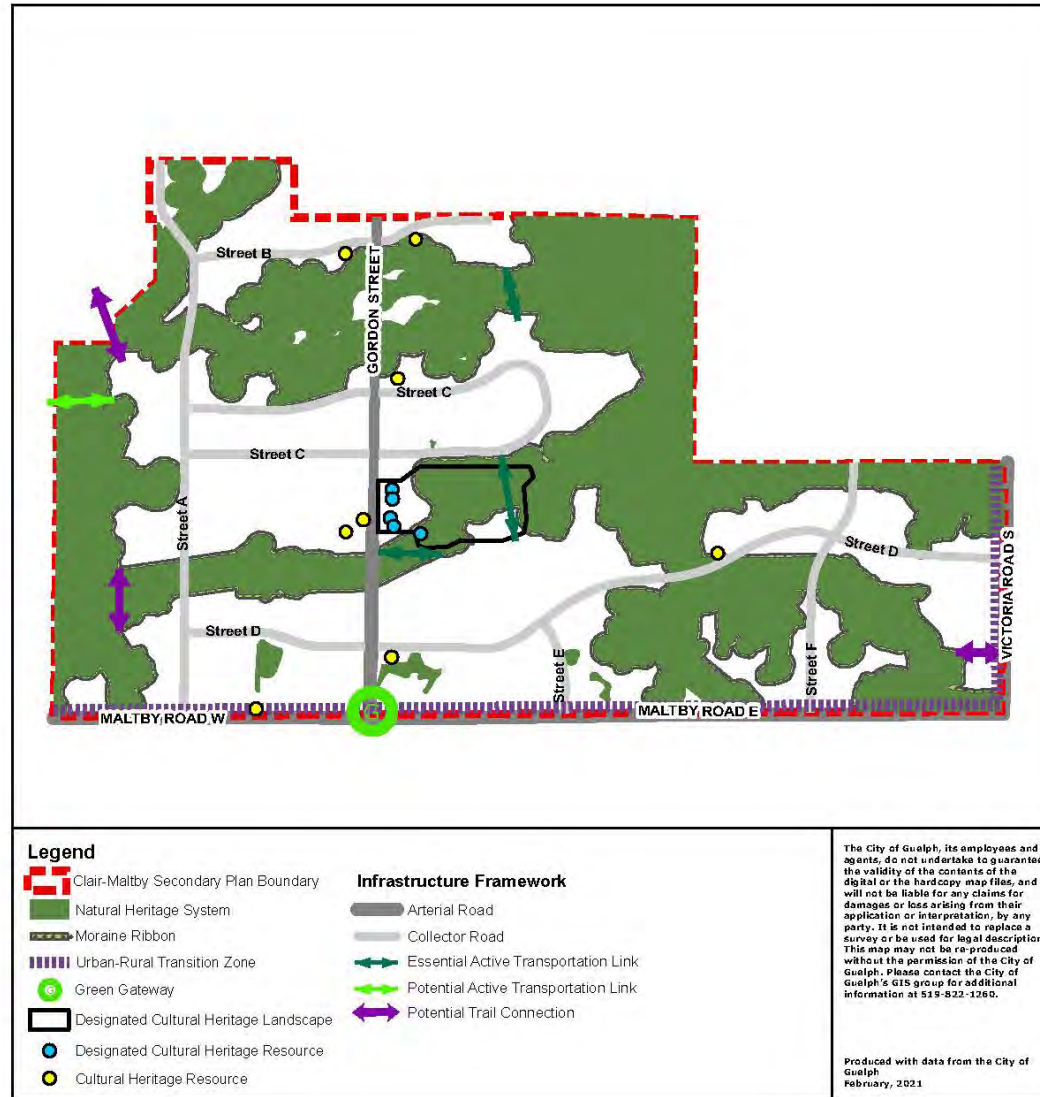 Street B
GORDON STREET
Street C
Street C
Street A
Street D
Street D
Street E
Street F
VICTORIA ROAD S
MALTBY ROAD W
G
MALTBY ROAD E
Legend
Clair-Maltby Secondary Plan Boundary
Natural Heritage System
Moraine Ribbon
Urban-Rural Transition Zone
G
Green Gateway
Designated Cultural Heritage Landscape
Designated Cultural Heritage Resource
Cultural Heritage Resource
Infrastructure Framework
Arterial Road
Collector Road
Essential Active Transportation Link
Potential Active Transportation Link
Potential Trail Connection
The City of Guelph, its employees and
agents, do not undertake to guarantee
the validity of the contents of the
digital or the hardcopy map files, and
will not be liable for any claims for
damages or loss arising from their
application or interpretation, by any
party. It is not intended to replace a
survey or be used for legal description.
This map may not be re-produced
without the permission of the City of
Guelph. Please contact the City of
Guelph's GIS group for additional
information at 519-822-1260.
Produced with data from the City of
Guelph
February, 2021